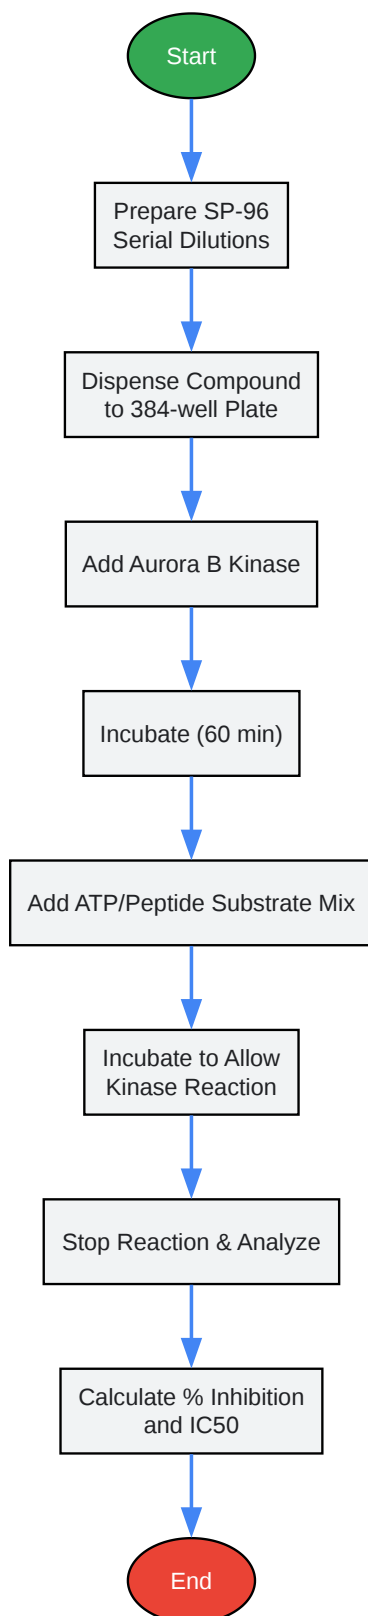 Start
Prepare SP-96
Serial Dilutions
Dispense Compound
to 384-well Plate
Add Aurora B Kinase
Incubate (60 min)
Add ATP/Peptide Substrate Mix
Incubate to Allow
Kinase Reaction
Stop Reaction & Analyze
Calculate % Inhibition
and IC50
End